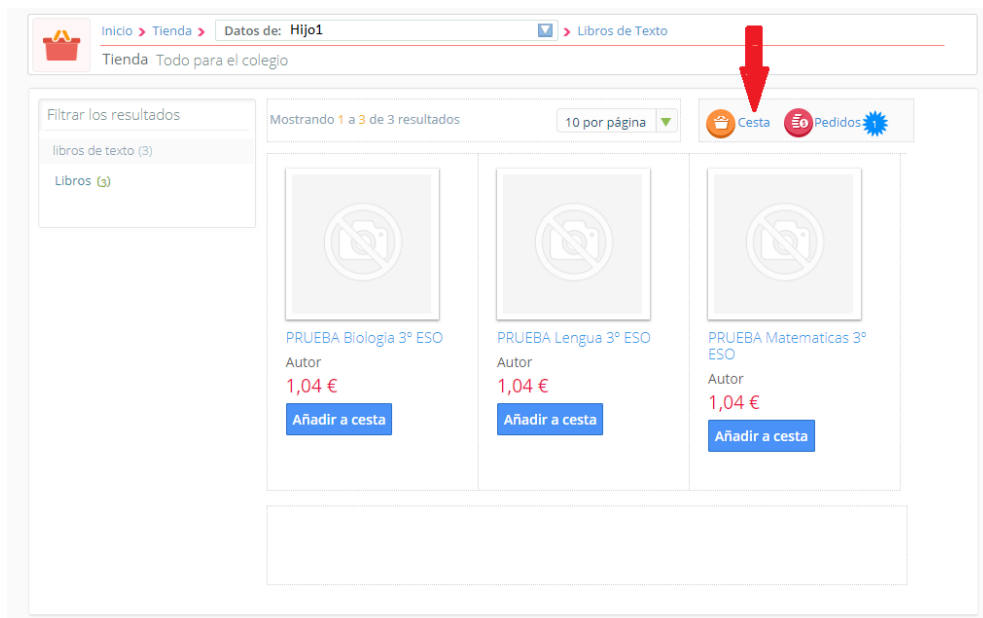 Inicio > Tienda > Datos de: Hijo1 > Libros de Texto
Tienda Todo para el colegio
Filtrar los resultados
libros de texto (3)
Libros (3)
Mostrando 1 a 3 de 3 resultados
10 por página
Cesta
Pedidos 1
PRUEBA Biologia 3º ESO
Autor
1,04 €
Añadir a cesta
PRUEBA Lengua 3º ESO
Autor
1,04 €
Añadir a cesta
PRUEBA Matematicas 3º
ESO
Autor
1,04 €
Añadir a cesta